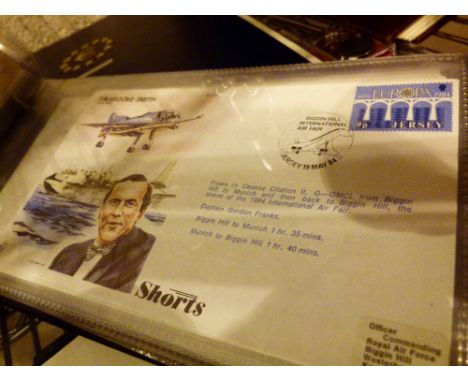 T.W. BROOKE-SMITH
1959 EUROPA 1984
9p JERSEY
BIGGIN HILL
INTERNATIONAL
AIR FAIR
JERSEY 19 MAY 84
Flown in Cessna Citation II, G-OMCL from Biggin
Hill to Munich and then back to Biggin Hill, the
scene of the 1984 International Air Fair.
Captain Gordon Franks.
Biggin Hill to Munich 1 hr. 35 mins.
Munich to Biggin Hill 1 hr. 40 mins.
Shorts
Officer
Commanding
Royal Air Force
Biggin Hill